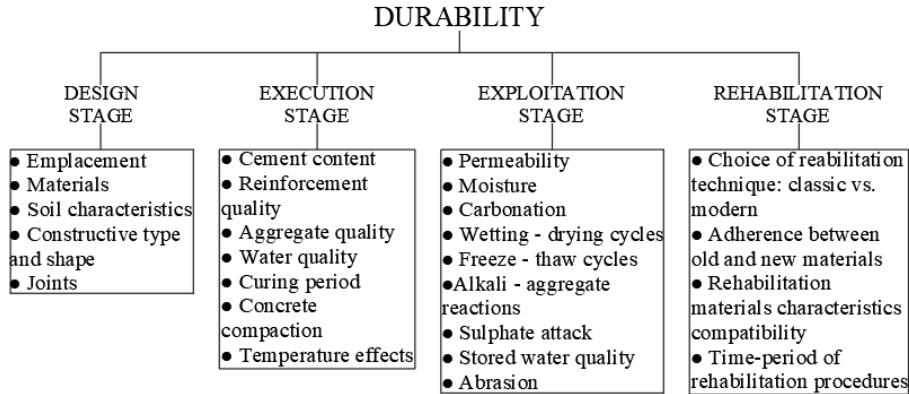 DURABILITY
DESIGN
STAGE
● Emplacement
● Materials
● Soil characteristics
● Constructive type
and shape
● Joints
EXECUTION
STAGE
● Cement content
● Reinforcement
quality
● Aggregate quality
● Water quality
● Curing period
● Concrete
compaction
● Temperature effects
EXPLOITATION
STAGE
● Permeability
● Moisture
● Carbonation
● Wetting - drying cycles
● Freeze - thaw cycles
●Alkali - aggregate
reactions
● Sulphate attack
● Stored water quality
● Abrasion
REHABILITATION
STAGE
● Choice of reabilitation
technique: classic vs.
modern
● Adherence between
old and new materials
● Rehabilitation
materials characteristics
compatibility
● Time-period of
rehabilitation procedures